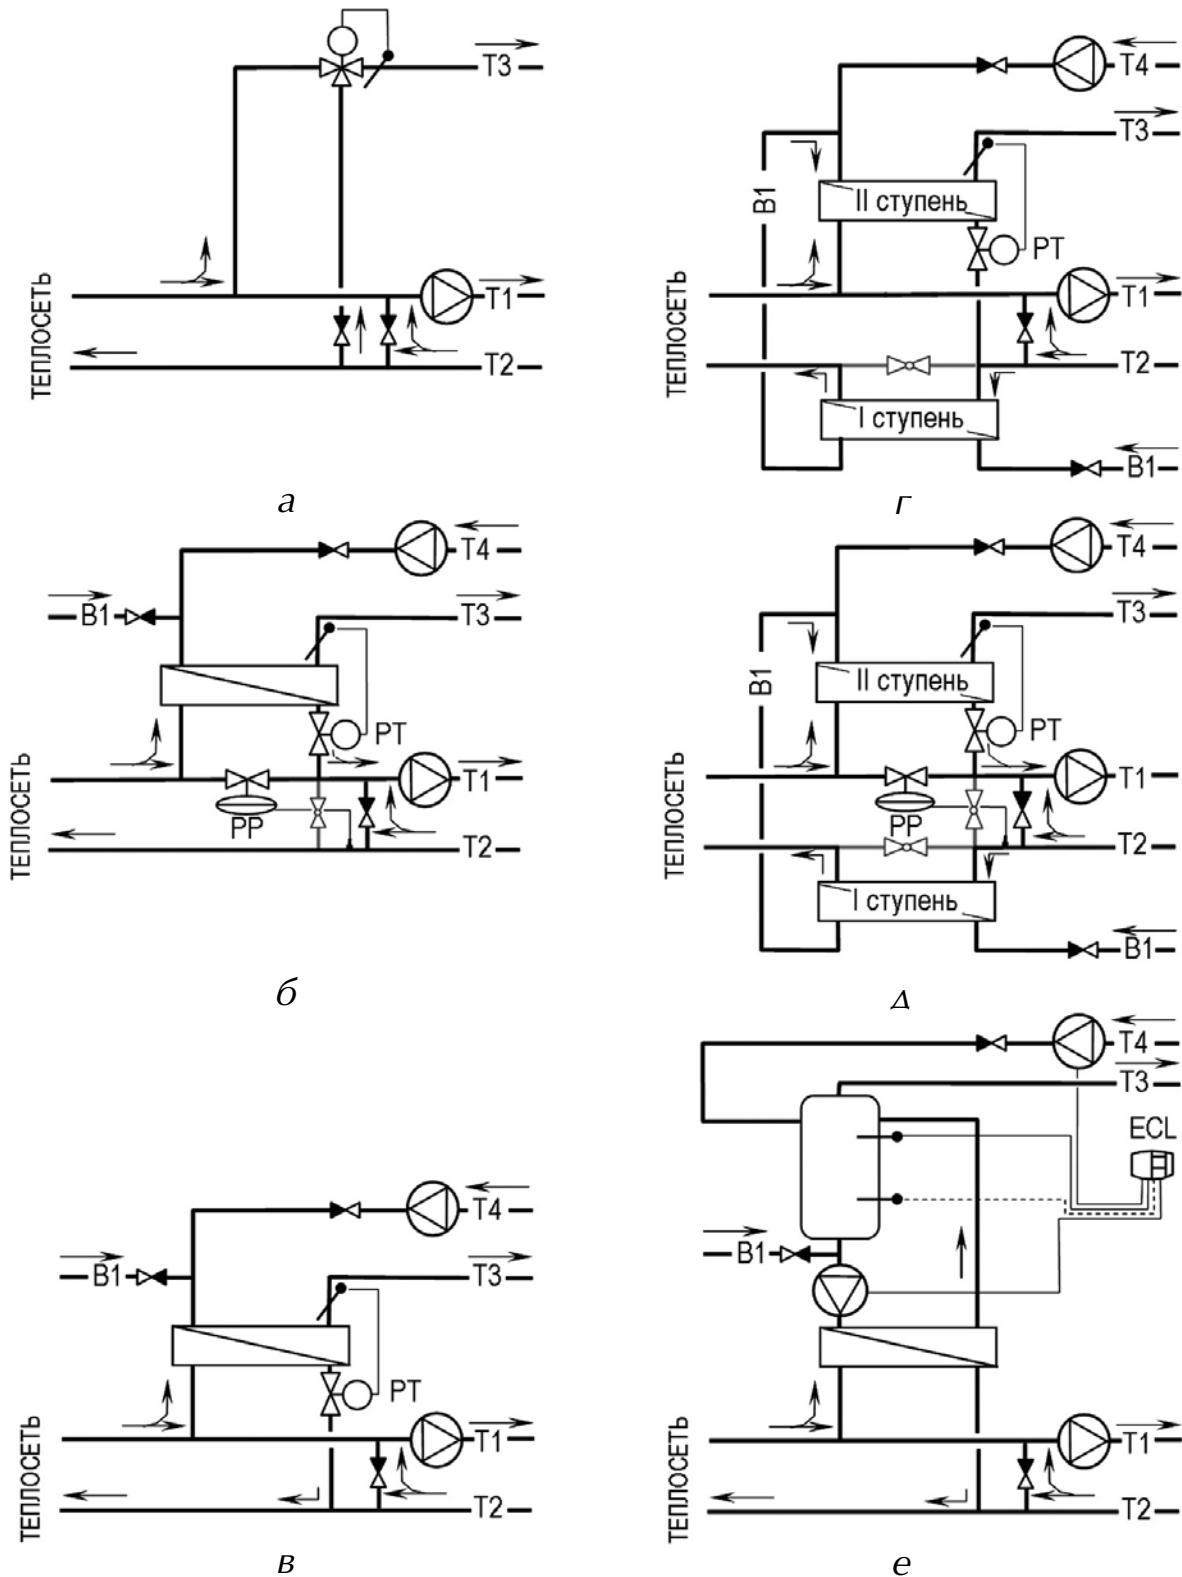 Т3
Т1
Т2
ТЕПЛОСЕТЬ
а
Т4
Т3
В1
II ступень
РТ
Т1
Т2
ТЕПЛОСЕТЬ
I ступень
В1
г
Т4
В1
Т3
РТ
Т1
РР
Т2
ТЕПЛОСЕТЬ
б
Т4
Т3
В1
II ступень
РТ
Т1
РР
Т2
ТЕПЛОСЕТЬ
I ступень
В1
д
Т4
В1
Т3
РТ
Т1
Т2
ТЕПЛОСЕТЬ
в
Т4
Т3
ECL
В1
Т1
Т2
ТЕПЛОСЕТЬ
е